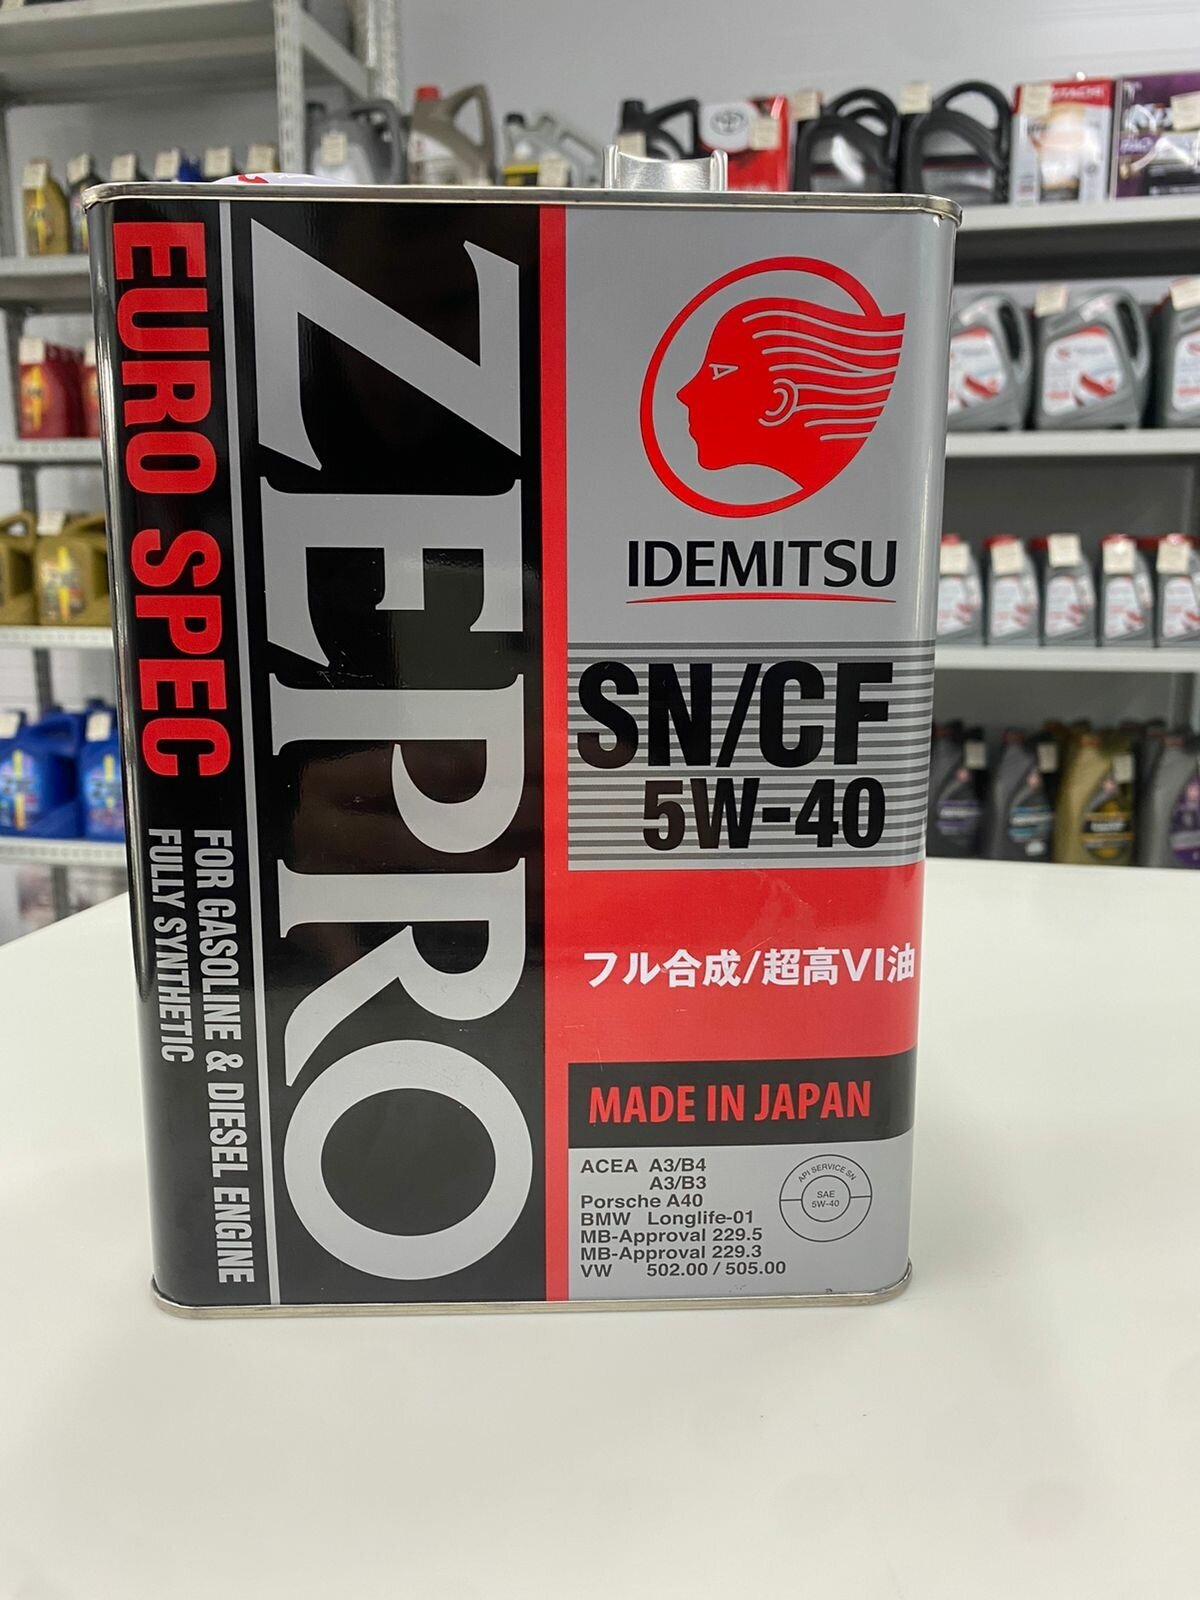 EURO SPEC
FOR GASOLINE & DIESEL ENGINE
FULLY SYNTHETIC
ZEPRO
IDEMITSU
SN/CF
5W-40
フル合成/超高VI油
MADE IN JAPAN
ACEA A3/B4
A3/B3
Porsche A40
BMW Longlife-01
MB-Approval 229.5
MB-Approval 229.3
VW 502.00 / 505.00
API SERVICE SN
SAE
5W-40